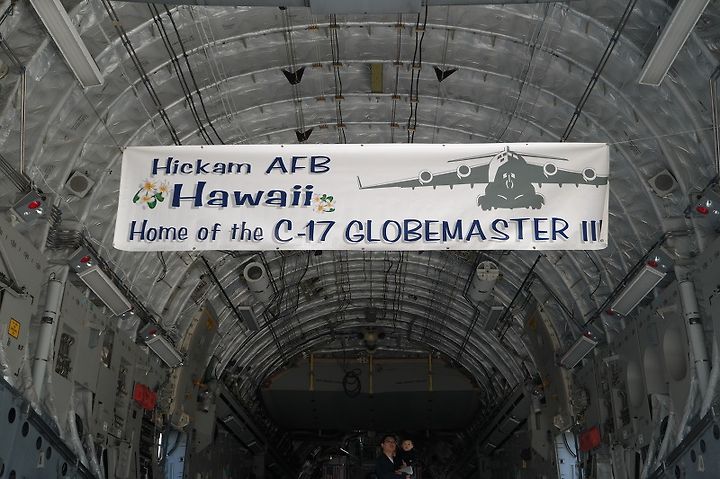 Hickam AFB
Hawaii
Home of the C-17 GLOBEMASTER III!